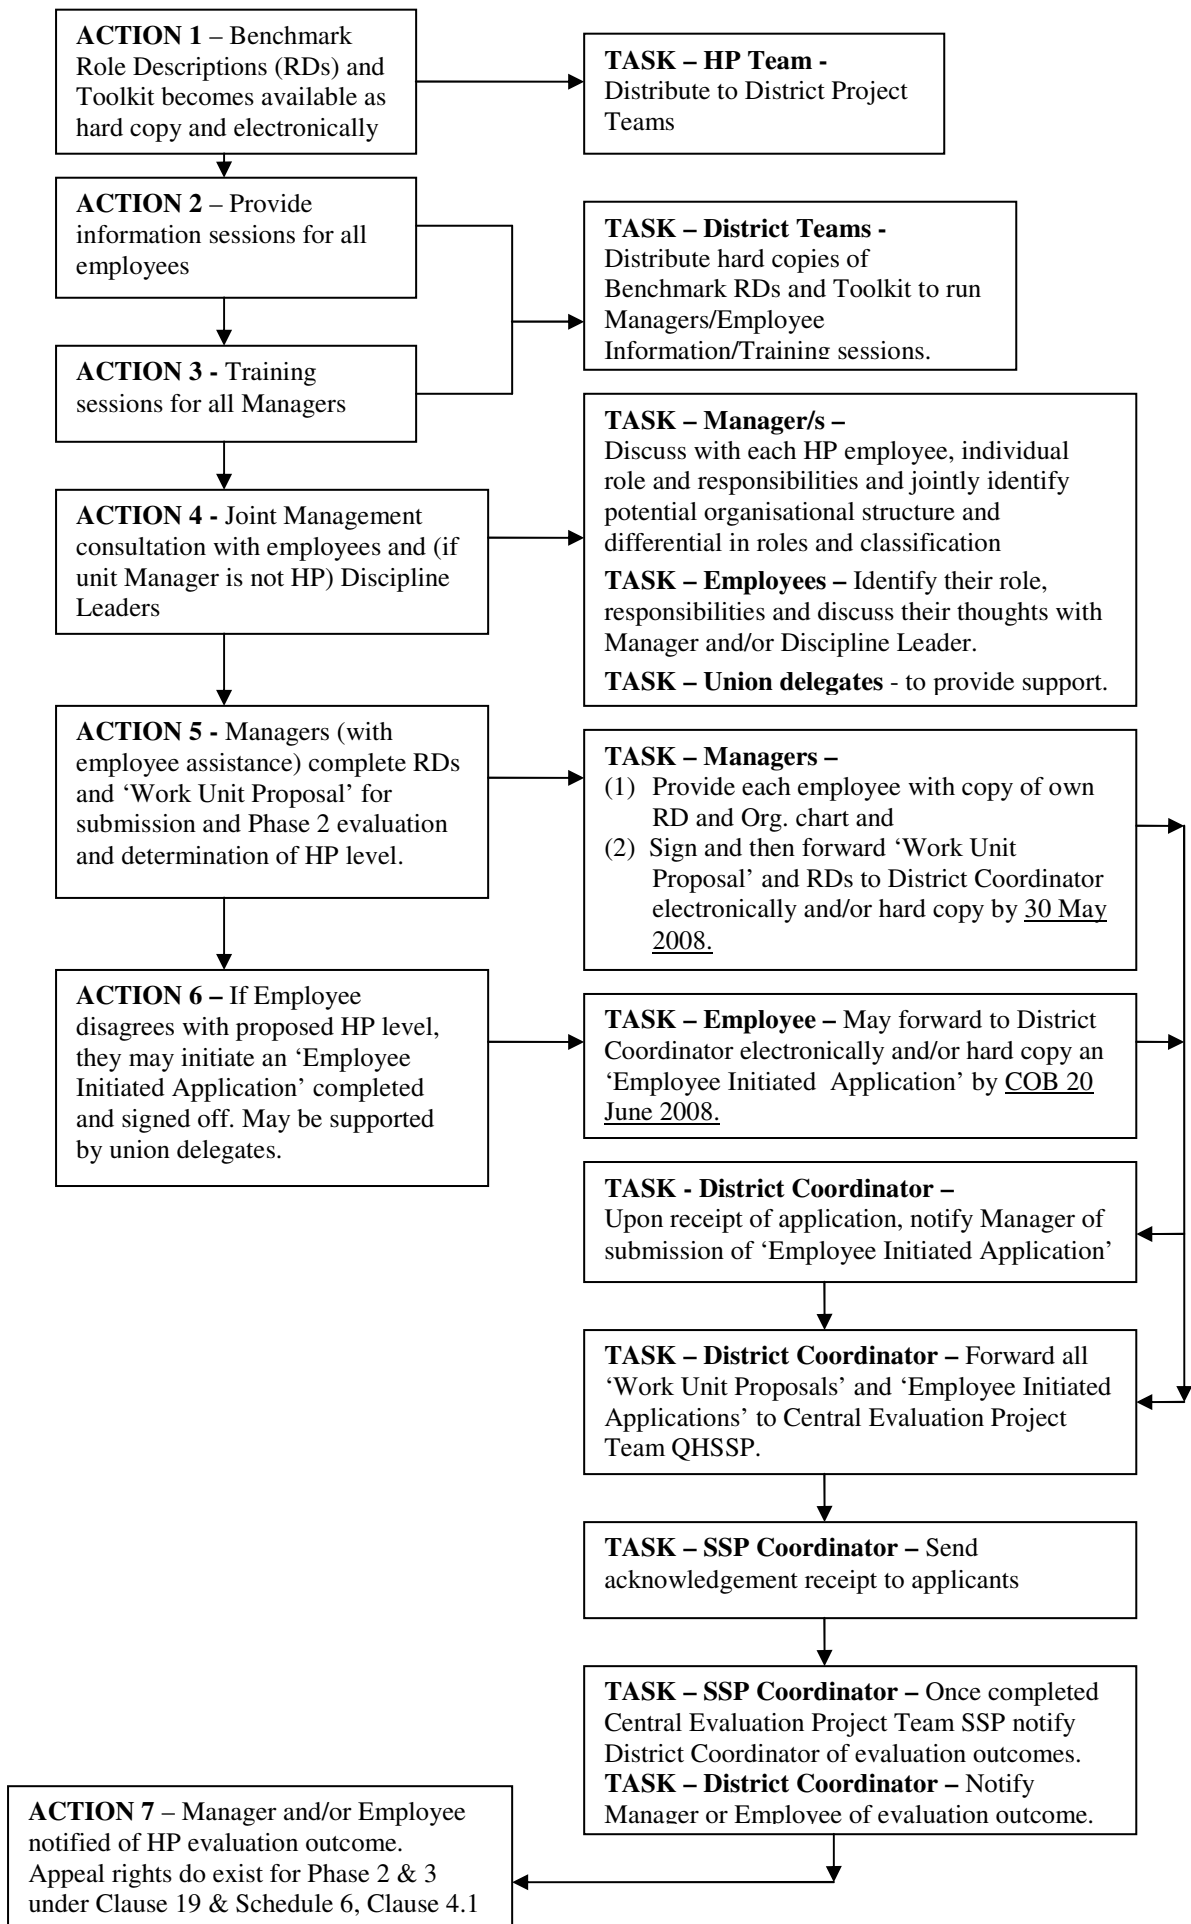 ACTION 1 – Benchmark
Role Descriptions (RDs) and
Toolkit becomes available as
hard copy and electronically
TASK – HP Team -
Distribute to District Project
Teams
ACTION 2 – Provide
information sessions for all
employees
TASK – District Teams -
Distribute hard copies of
Benchmark RDs and Toolkit to run
Managers/Employee
Information/Training sessions.
ACTION 3 - Training
sessions for all Managers
ACTION 4 - Joint Management
consultation with employees and (if
unit Manager is not HP) Discipline
Leaders
TASK – Manager/s –
Discuss with each HP employee, individual
role and responsibilities and jointly identify
potential organisational structure and
differential in roles and classification
TASK – Employees – Identify their role,
responsibilities and discuss their thoughts with
Manager and/or Discipline Leader.
TASK – Union delegates - to provide support.
ACTION 5 - Managers (with
employee assistance) complete RDs
and ‘Work Unit Proposal’ for
submission and Phase 2 evaluation
and determination of HP level.
TASK – Managers –
(1) Provide each employee with copy of own
RD and Org. chart and
(2) Sign and then forward ‘Work Unit
Proposal’ and RDs to District Coordinator
electronically and/or hard copy by 30 May
2008.
ACTION 6 – If Employee
disagrees with proposed HP level,
they may initiate an ‘Employee
Initiated Application’ completed
and signed off. May be supported
by union delegates.
TASK – Employee – May forward to District
Coordinator electronically and/or hard copy an
‘Employee Initiated Application’ by COB 20
June 2008.
TASK - District Coordinator –
Upon receipt of application, notify Manager of
submission of ‘Employee Initiated Application’
TASK – District Coordinator – Forward all
‘Work Unit Proposals’ and ‘Employee Initiated
Applications’ to Central Evaluation Project
Team QHSSP.
TASK – SSP Coordinator – Send
acknowledgement receipt to applicants
TASK – SSP Coordinator – Once completed
Central Evaluation Project Team SSP notify
District Coordinator of evaluation outcomes.
TASK – District Coordinator – Notify
Manager or Employee of evaluation outcome.
ACTION 7 – Manager and/or Employee
notified of HP evaluation outcome.
Appeal rights do exist for Phase 2 & 3
under Clause 19 & Schedule 6, Clause 4.1